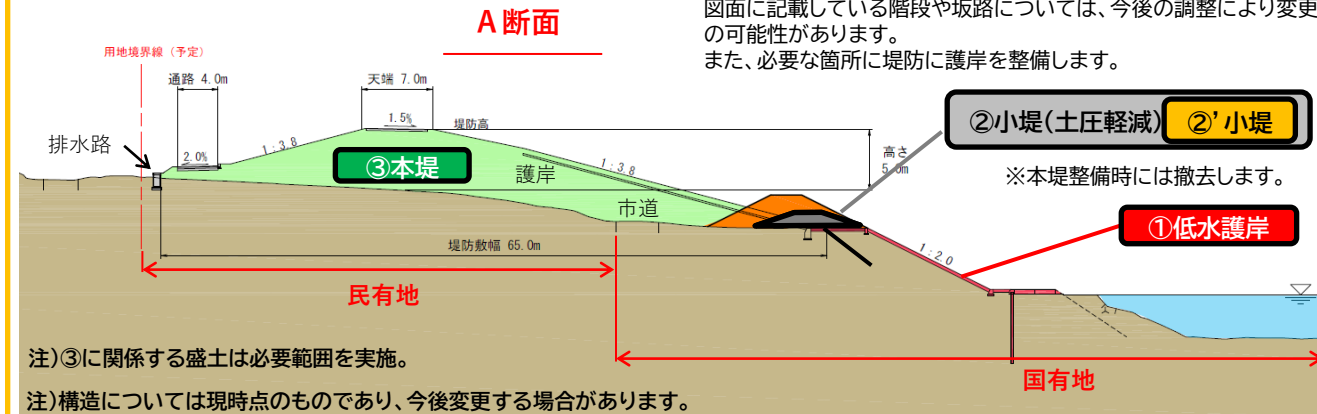 A断面
図面に記載している階段や坂路については、今後の調整により変更
の可能性があります。
また、必要な箇所に堤防に護岸を整備します。
用地境界線(予定)
通路 4.0m
天端 7.0m
1.5%
堤防高
②小堤(土圧軽減)
②’小堤
排水路
2.0%
1:3.8
③本堤
護岸
1:3.8
高さ
5.0m
※本堤整備時には撤去します。
市道
①低水護岸
堤防敷幅 65.0m
1:2.0
民有地
国有地
注)③に関係する盛土は必要範囲を実施。
注)構造については現時点のものであり、今後変更する場合があります。